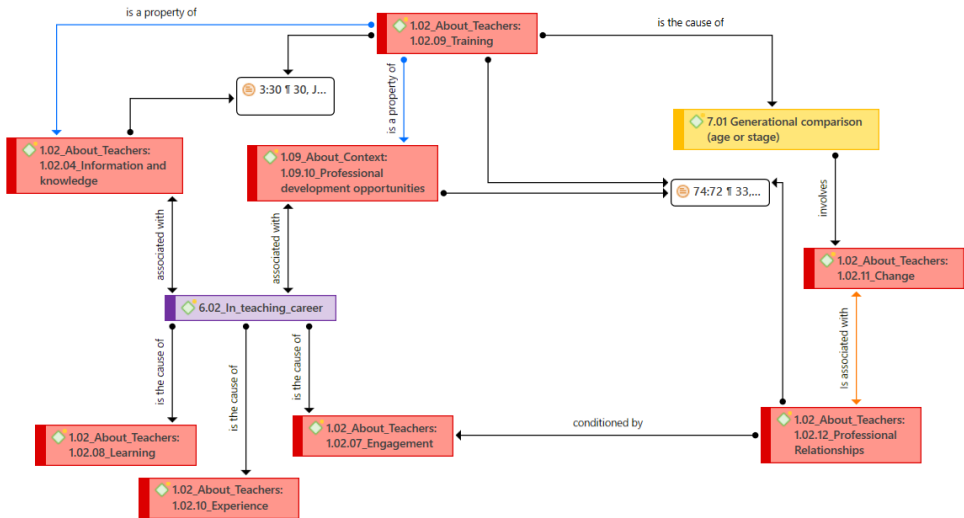 is a property of
1.02_About_Teachers:
1.02.09_Training
is the cause of
3:30 ¶ 30, J...
is a property of
7.01 Generational comparison
(age or stage)
1.02_About_Teachers:
1.02.04_Information and
knowledge
1.09_About_Context:
1.09.10_Professional
development opportunities
74:72 ¶ 33,...
involves
associated with
associated with
1.02_About_Teachers:
1.02.11_Change
6.02_In_teaching_career
is the cause of
is the cause of
is the cause of
Is associated with
1.02_About_Teachers:
1.02.08_Learning
1.02_About_Teachers:
1.02.07_Engagement
conditioned by
1.02_About_Teachers:
1.02.12_Professional
Relationships
1.02_About_Teachers:
1.02.10_Experience